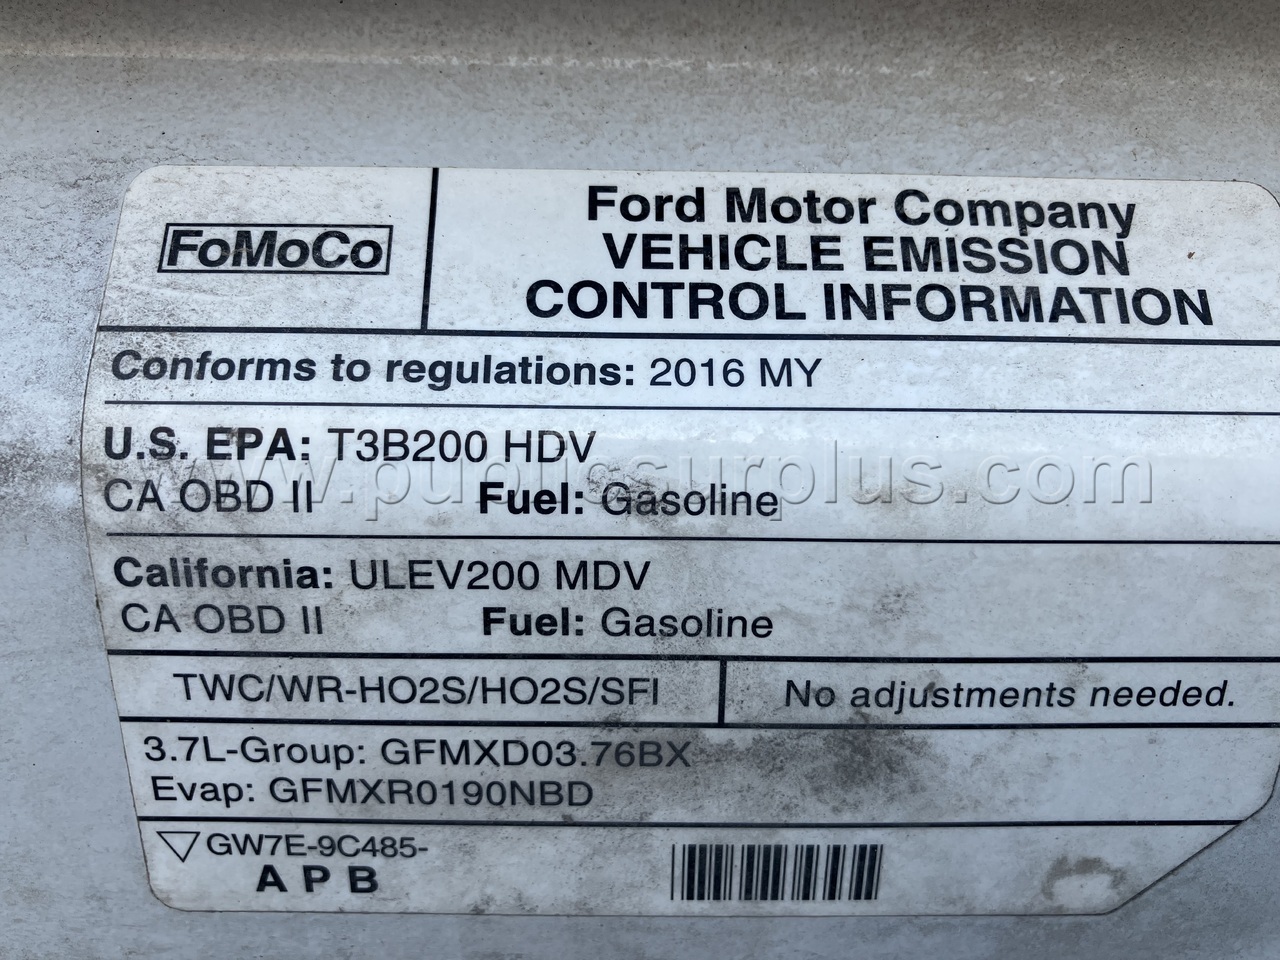 FoMoCo
Ford Motor Company
VEHICLE EMISSION
CONTROL INFORMATION
Conforms to regulations: 2016 MY
U.S. EPA: T3B200 HDV
www.publicsurplus.com
CA OBD II Fuel: Gasoline
California: ULEV200 MDV
CA OBD II Fuel: Gasoline
TWC/WR-HO2S/HO2S/SFI
No adjustments needed.
3.7L-Group: GFMXD03.76BX
Evap: GFMXR0190NBD
GW7E-9C485-
A P B